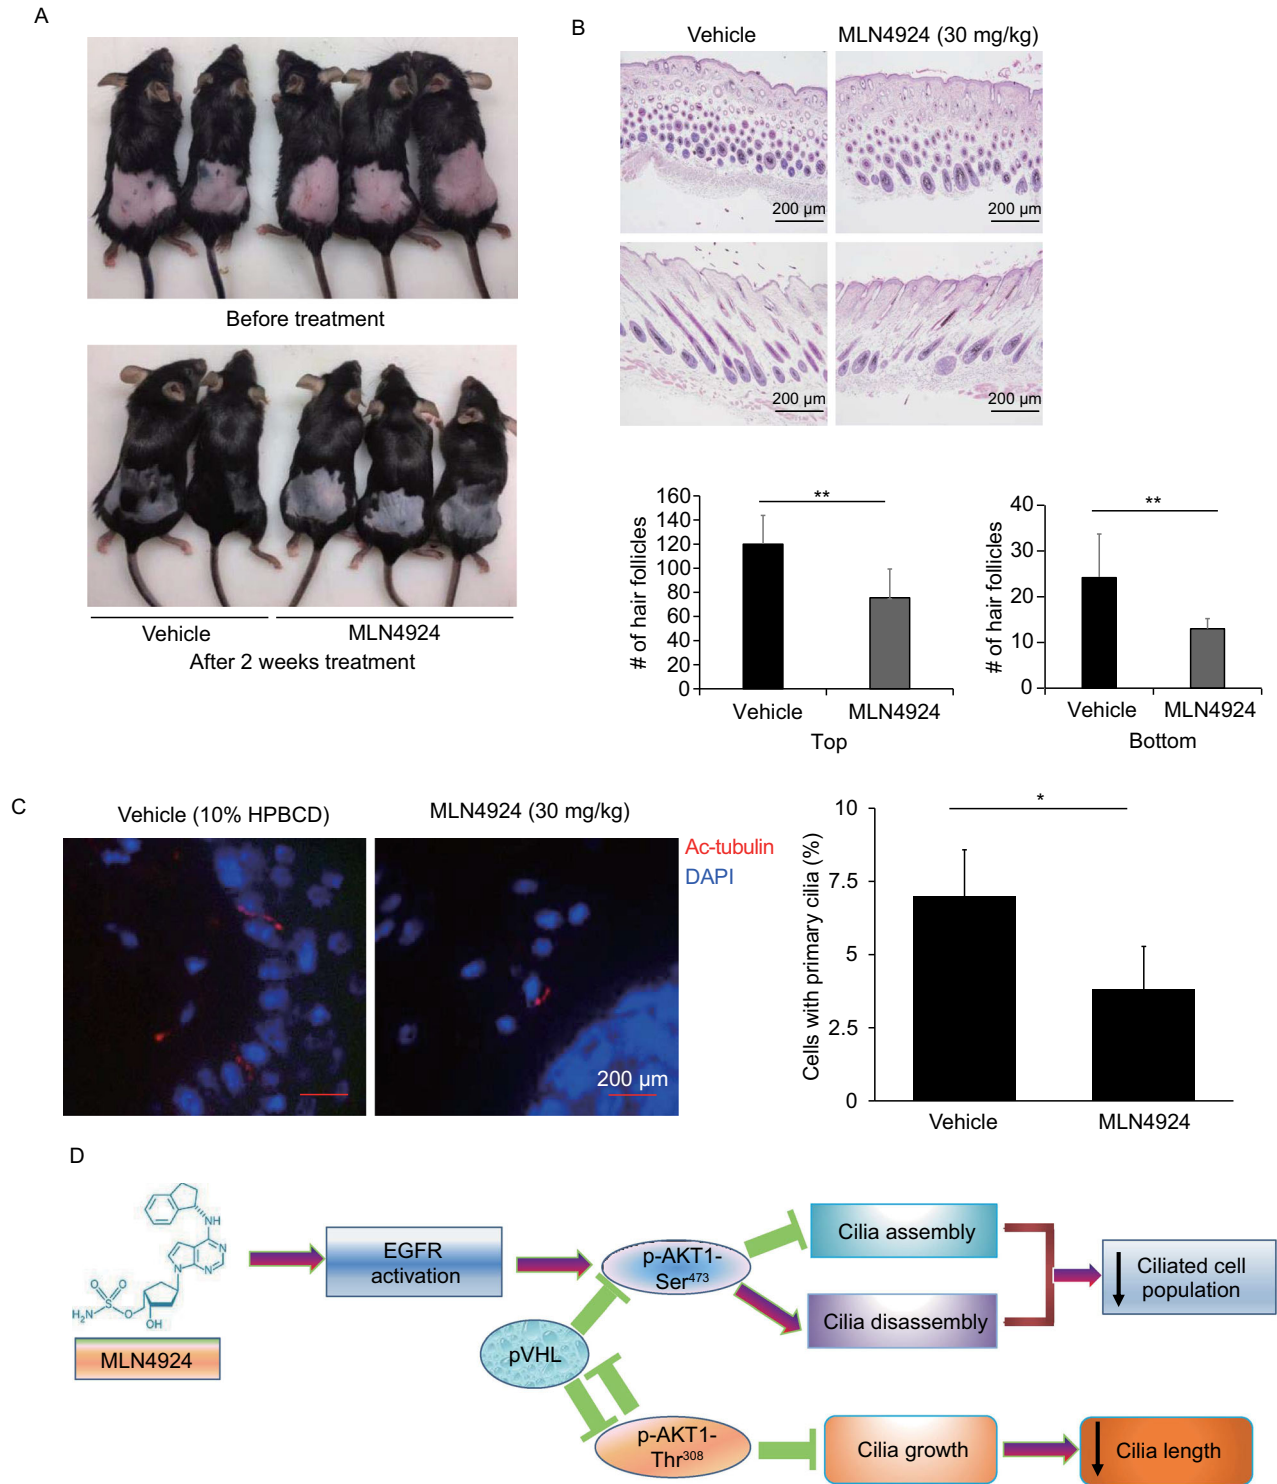 A
Before treatment
Vehicle
MLN4924
After 2 weeks treatment
B
Vehicle
MLN4924 (30 mg/kg)
200 µm
200 µm
200 µm
200 µm
# of hair follicles
160
140
120
100
80
60
40
20
0
**
Vehicle
MLN4924
Top
# of hair follicles
40
30
20
10
0
**
Vehicle
MLN4924
Bottom
C
Vehicle (10% HPBCD)
MLN4924 (30 mg/kg)
Ac-tubulin
DAPI
200 µm
Cells with primary cilia (%)
10
7.5
5
2.5
0
*
Vehicle
MLN4924
D
NH
N
N
N
O O
S
H₂N
O
OH
MLN4924
EGFR
activation
pVHL
p-AKT1-
Ser⁴⁷³
p-AKT1-
Thr³⁰⁸
Cilia assembly
Cilia disassembly
Ciliated cell
population
Cilia growth
Cilia length